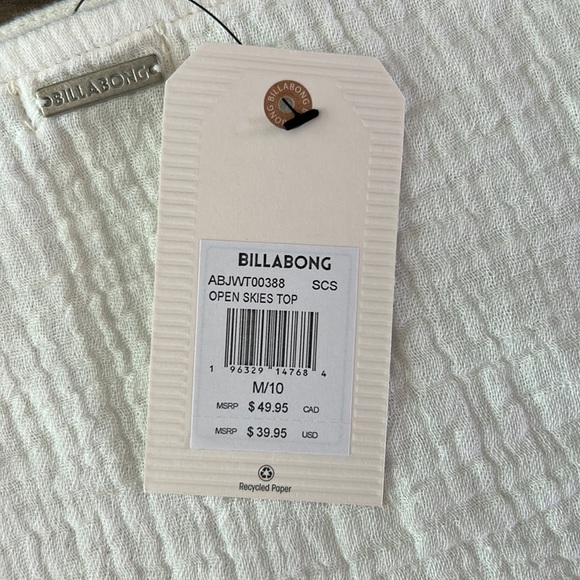 BILLABONG
BILLABONG
BILLABONG
ABJWT00388 SCS
OPEN SKIES TOP
1 96329 14768 4
M/10
MSRP $ 49.95 CAD
MSRP $ 39.95 USD
Recycled Paper